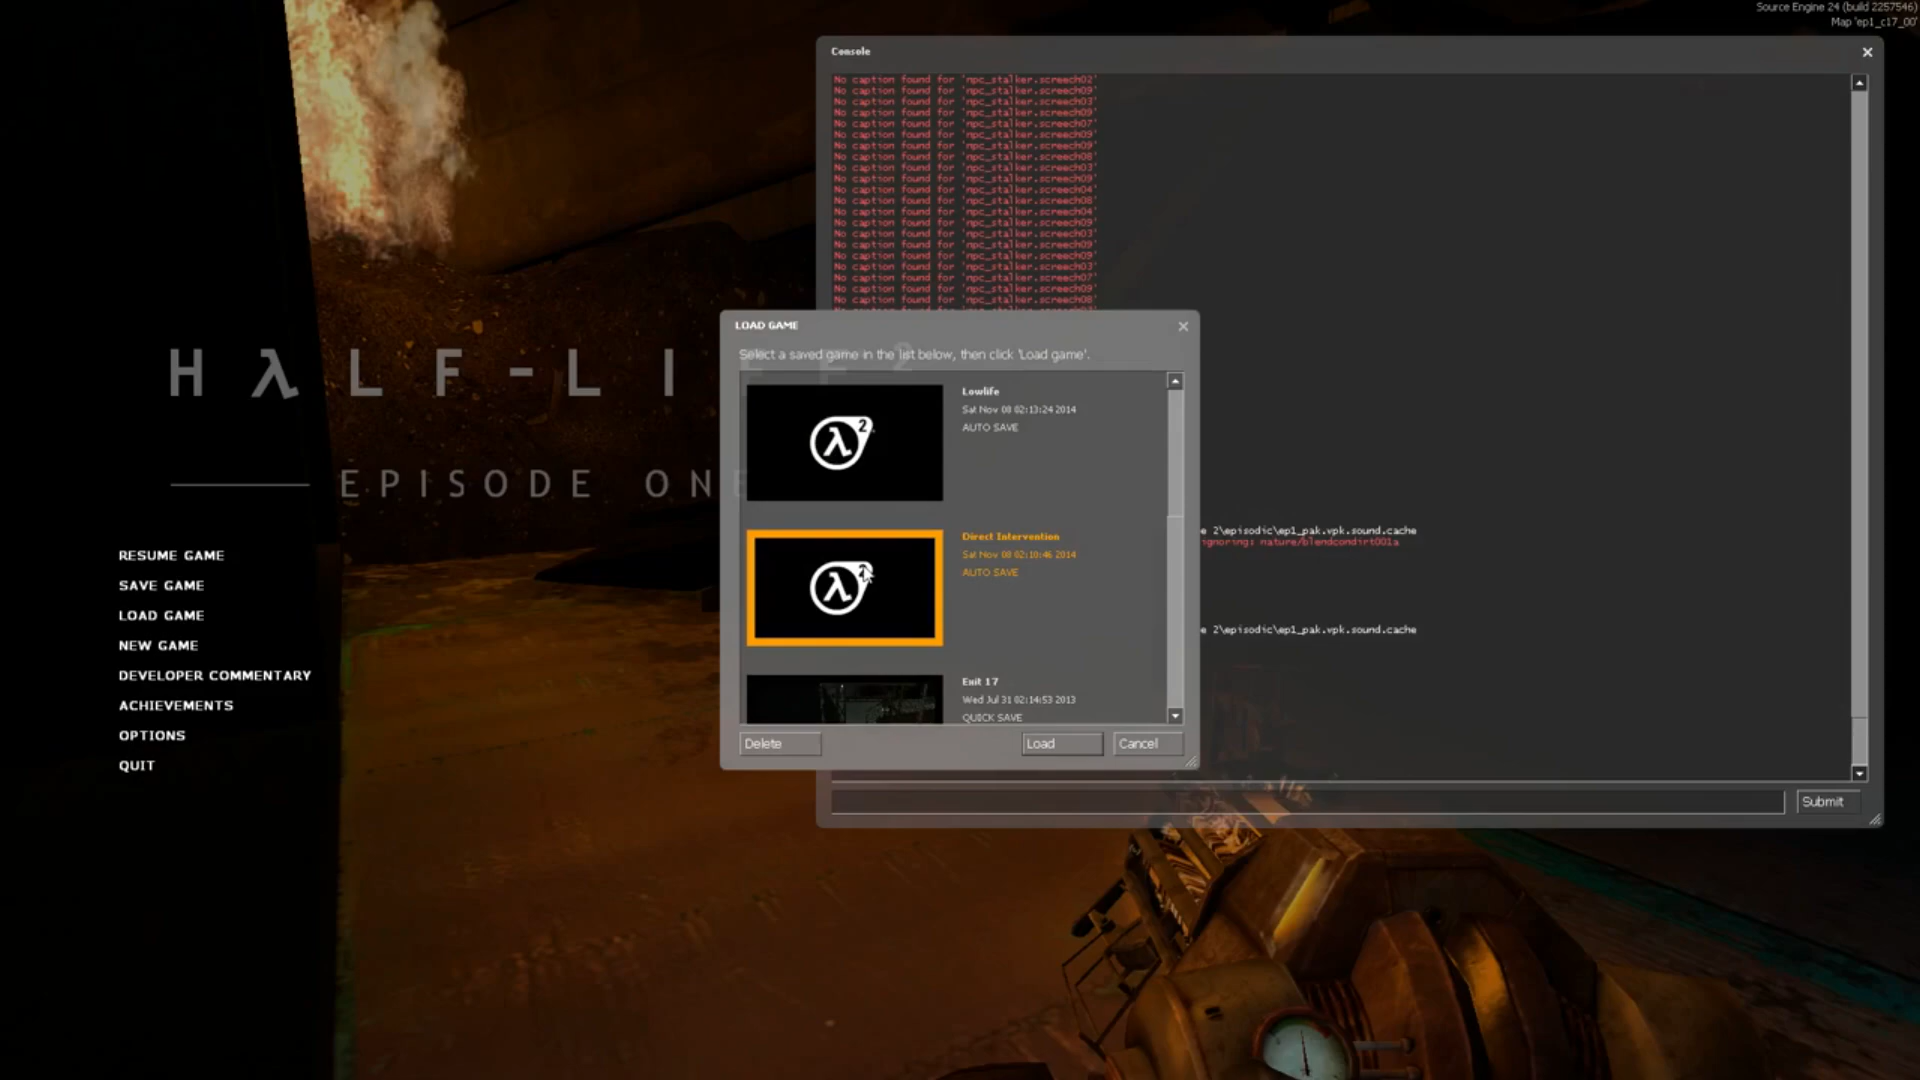 Source Engine 24 (build 2257546)
Map 'ep1_c17_00'
Console
No caption found for 'npc_stalker.screech02'
No caption found for 'npc_stalker.screech09'
No caption found for 'npc_stalker.screech03'
No caption found for 'npc_stalker.screech09'
No caption found for 'npc_stalker.screech07'
No caption found for 'npc_stalker.screech09'
No caption found for 'npc_stalker.screech09'
No caption found for 'npc_stalker.screech08'
No caption found for 'npc_stalker.screech03'
No caption found for 'npc_stalker.screech09'
No caption found for 'npc_stalker.screech04'
No caption found for 'npc_stalker.screech08'
No caption found for 'npc_stalker.screech04'
No caption found for 'npc_stalker.screech09'
No caption found for 'npc_stalker.screech03'
No caption found for 'npc_stalker.screech09'
No caption found for 'npc_stalker.screech09'
No caption found for 'npc_stalker.screech03'
No caption found for 'npc_stalker.screech07'
No caption found for 'npc_stalker.screech09'
No caption found for 'npc_stalker.screech08'
LOAD GAME
Select a saved game in the list below, then click 'Load game'.
HλLF-LIFE²
EPISODE ONE
Lowlife
Sat Nov 08 02:13:24 2014
AUTO SAVE
Direct Intervention
Sat Nov 08 02:10:46 2014
AUTO SAVE
Exit 17
Wed Jul 31 02:14:53 2013
QUICK SAVE
Delete
Load
Cancel
e 2\episodic\ep1_pak.vpk.sound.cache
ignoring: nature/blendcondirt001a
e 2\episodic\ep1_pak.vpk.sound.cache
Submit
RESUME GAME
SAVE GAME
LOAD GAME
NEW GAME
DEVELOPER COMMENTARY
ACHIEVEMENTS
OPTIONS
QUIT